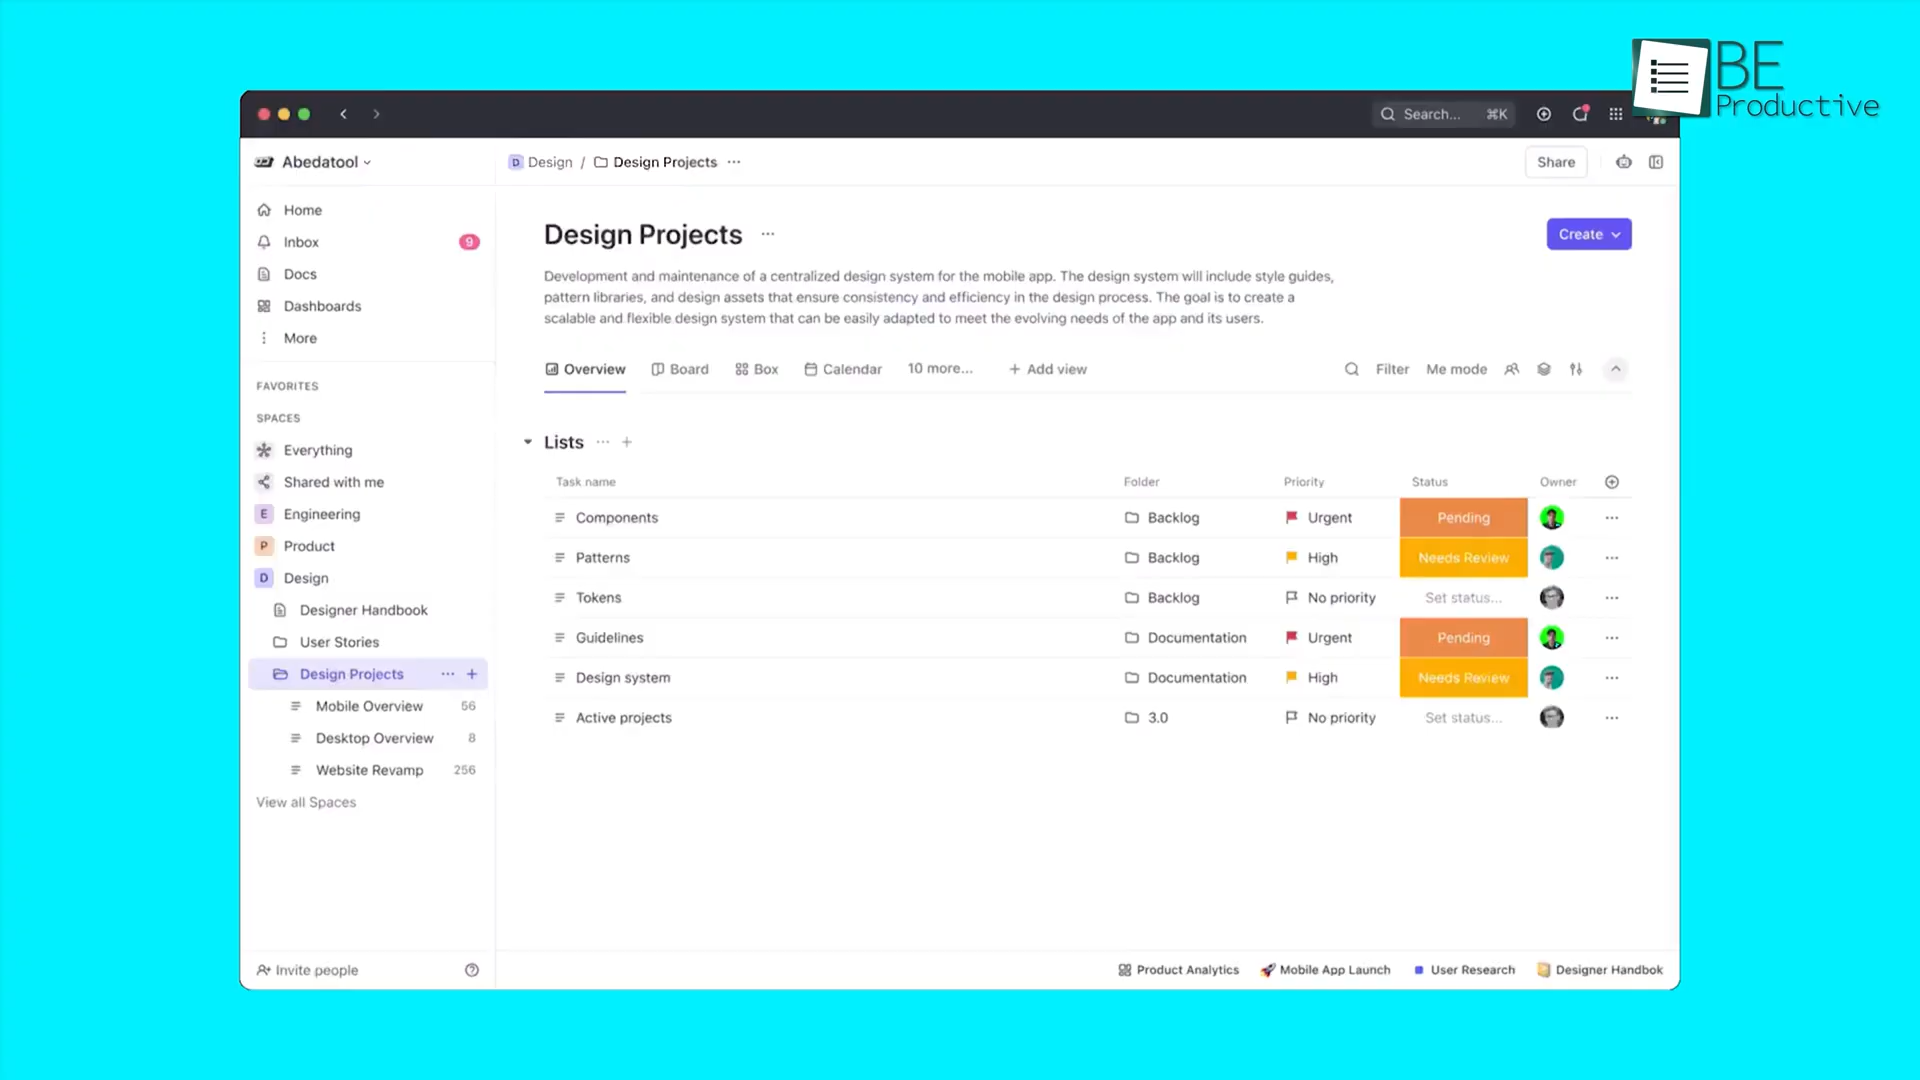 BE
Productive
Search... ⌘K
Abedatool
D Design / Design Projects ...
Share
Home
Inbox 9
Docs
Dashboards
More
FAVORITES
SPACES
Everything
Shared with me
E Engineering
P Product
D Design
Designer Handbook
User Stories
Design Projects ... +
Mobile Overview 56
Desktop Overview 8
Website Revamp 256
View all Spaces
Invite people
Design Projects ...
Create
Development and maintenance of a centralized design system for the mobile app. The design system will include style guides,
pattern libraries, and design assets that ensure consistency and efficiency in the design process. The goal is to create a
scalable and flexible design system that can be easily adapted to meet the evolving needs of the app and its users.
Overview Board Box Calendar 10 more... + Add view Filter Me mode
Lists ... +
Task name Folder Priority Status Owner
Components Backlog Urgent Pending ...
Patterns Backlog High Needs Review ...
Tokens Backlog No priority Set status... ...
Guidelines Documentation Urgent Pending ...
Design system Documentation High Needs Review ...
Active projects 3.0 No priority Set status... ...
Product Analytics Mobile App Launch User Research Designer Handbok